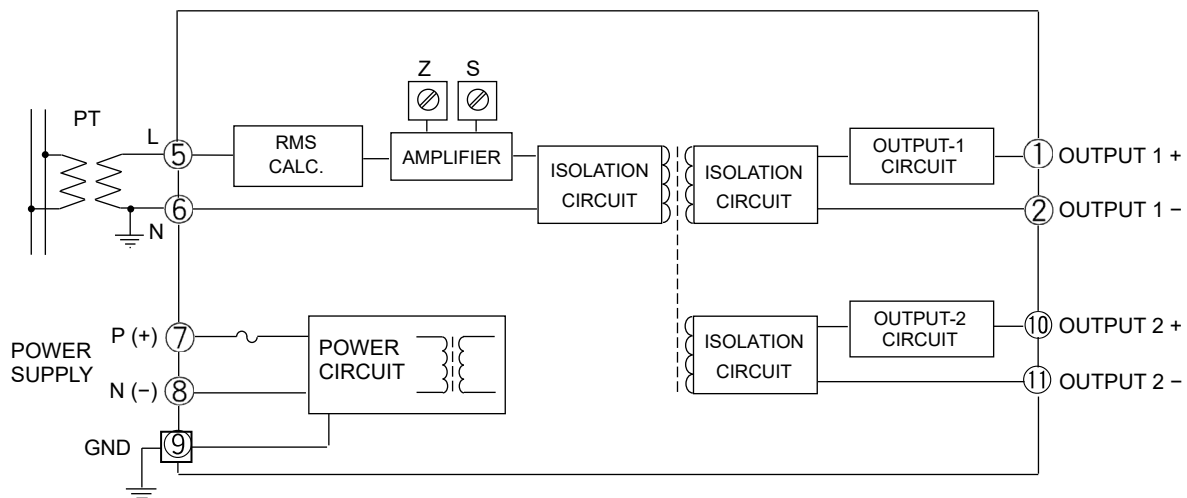 Z
S
PT
L
5
RMS
CALC.
AMPLIFIER
ISOLATION
CIRCUIT
ISOLATION
CIRCUIT
OUTPUT-1
CIRCUIT
1
OUTPUT 1 +
6
N
2
OUTPUT 1 −
POWER
SUPPLY
P (+)
7
N (−)
8
POWER
CIRCUIT
GND
9
ISOLATION
CIRCUIT
OUTPUT-2
CIRCUIT
10
OUTPUT 2 +
11
OUTPUT 2 −